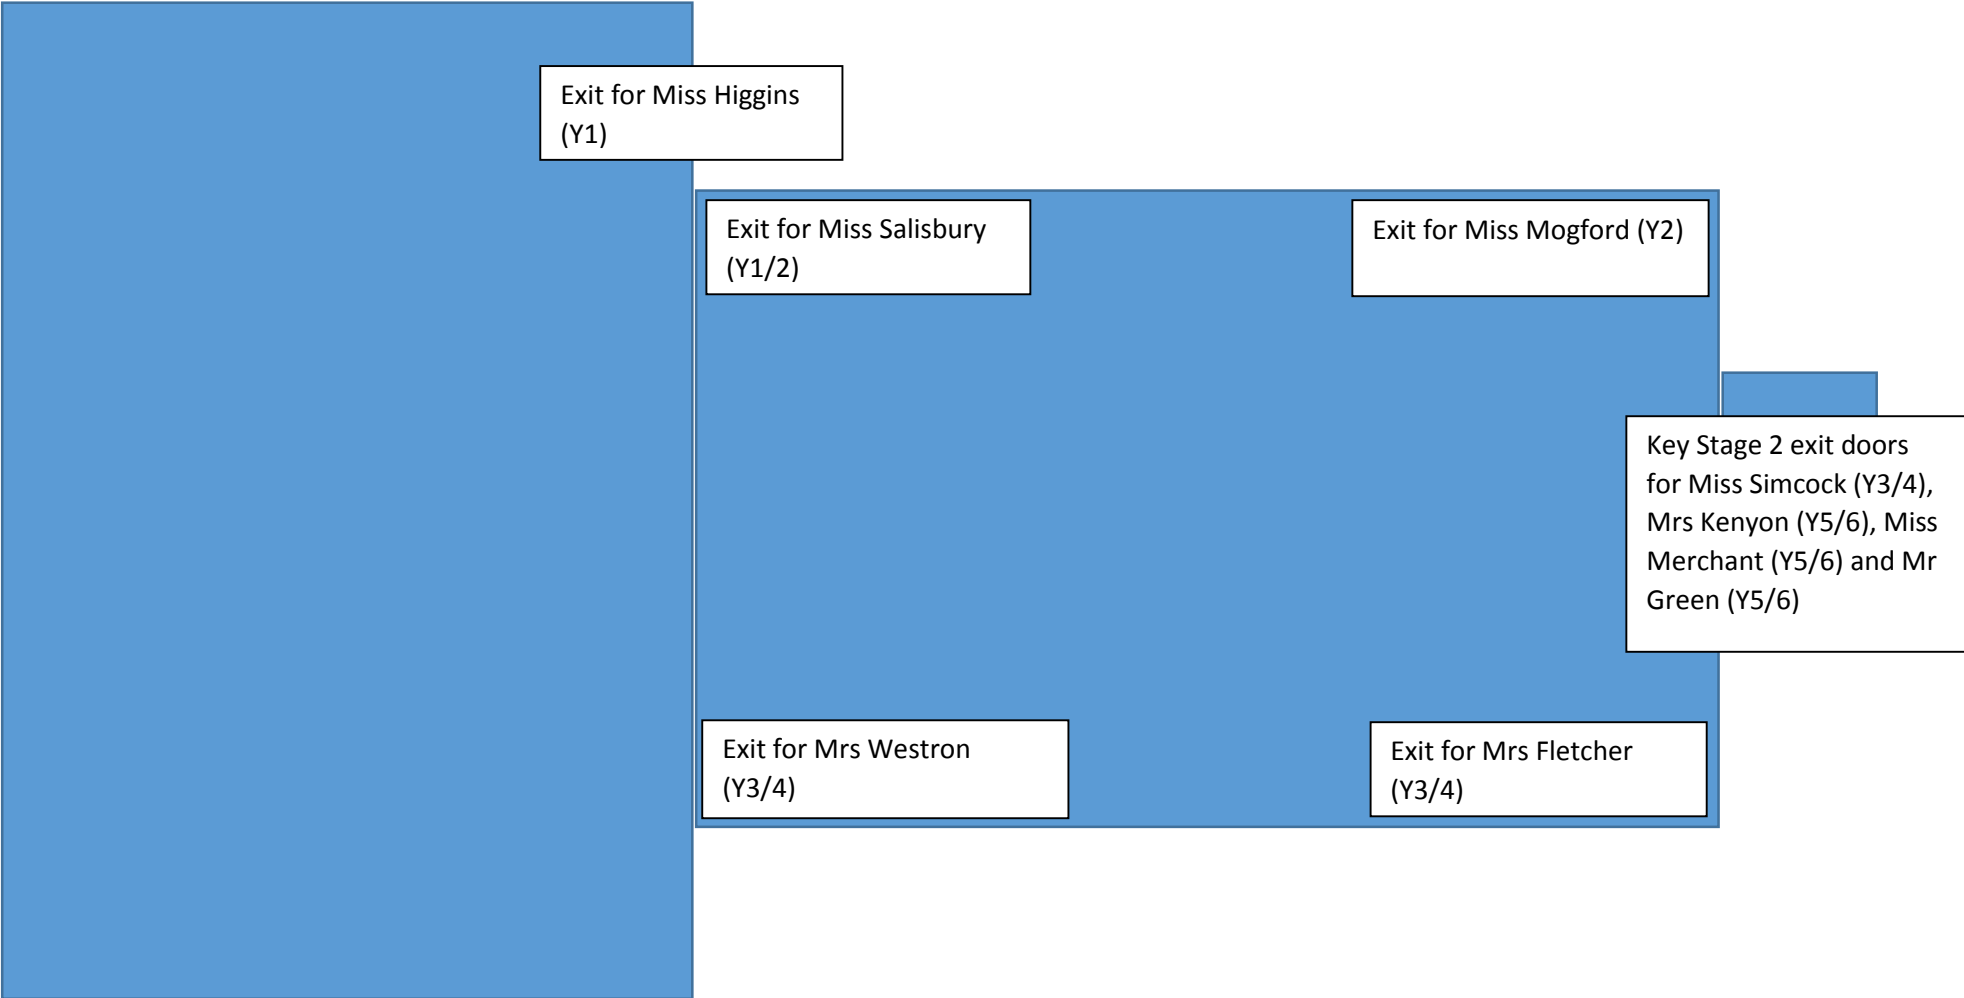 Exit for Miss Higgins
(Y1)
Exit for Miss Salisbury
(Y1/2)
Exit for Miss Mogford (Y2)
Key Stage 2 exit doors
for Miss Simcock (Y3/4),
Mrs Kenyon (Y5/6), Miss
Merchant (Y5/6) and Mr
Green (Y5/6)
Exit for Mrs Westron
(Y3/4)
Exit for Mrs Fletcher
(Y3/4)